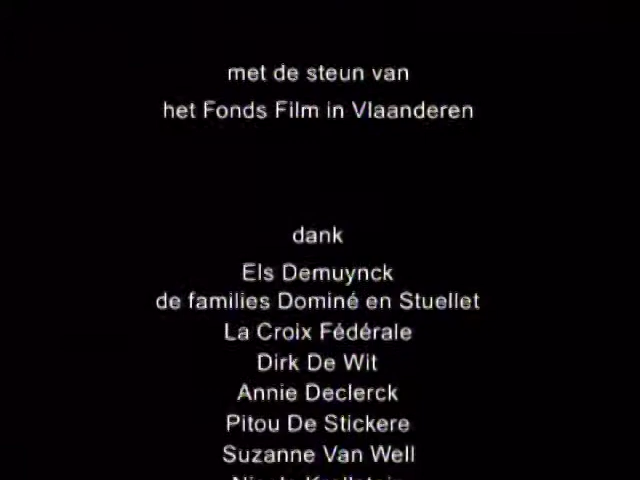 met de steun van
het Fonds Film in Vlaanderen
dank
Els Demuynck
de families Dominé en Stuellet
La Croix Fédérale
Dirk De Wit
Annie Declerck
Pitou De Stickere
Suzanne Van Well